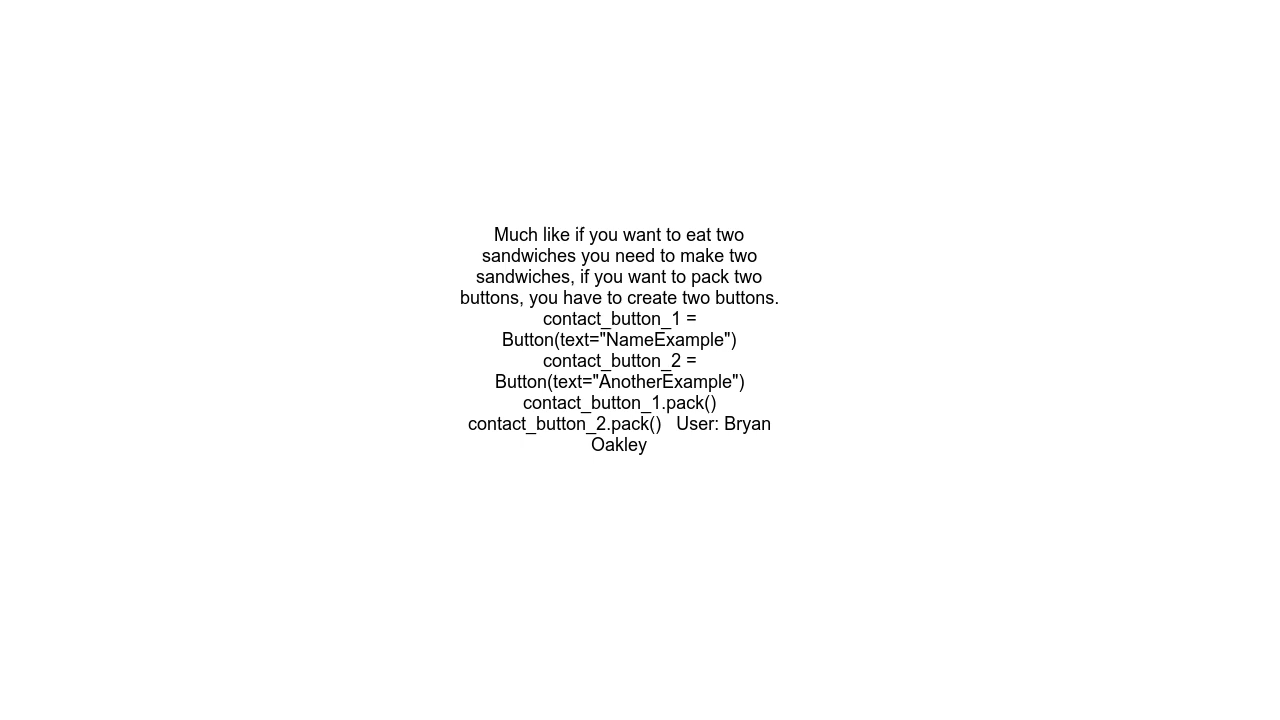 Much like if you want to eat two
sandwiches you need to make two
sandwiches, if you want to pack two
buttons, you have to create two buttons.
contact_button_1 =
Button(text="NameExample")
contact_button_2 =
Button(text="AnotherExample")
contact_button_1.pack()
contact_button_2.pack()   User: Bryan
Oakley